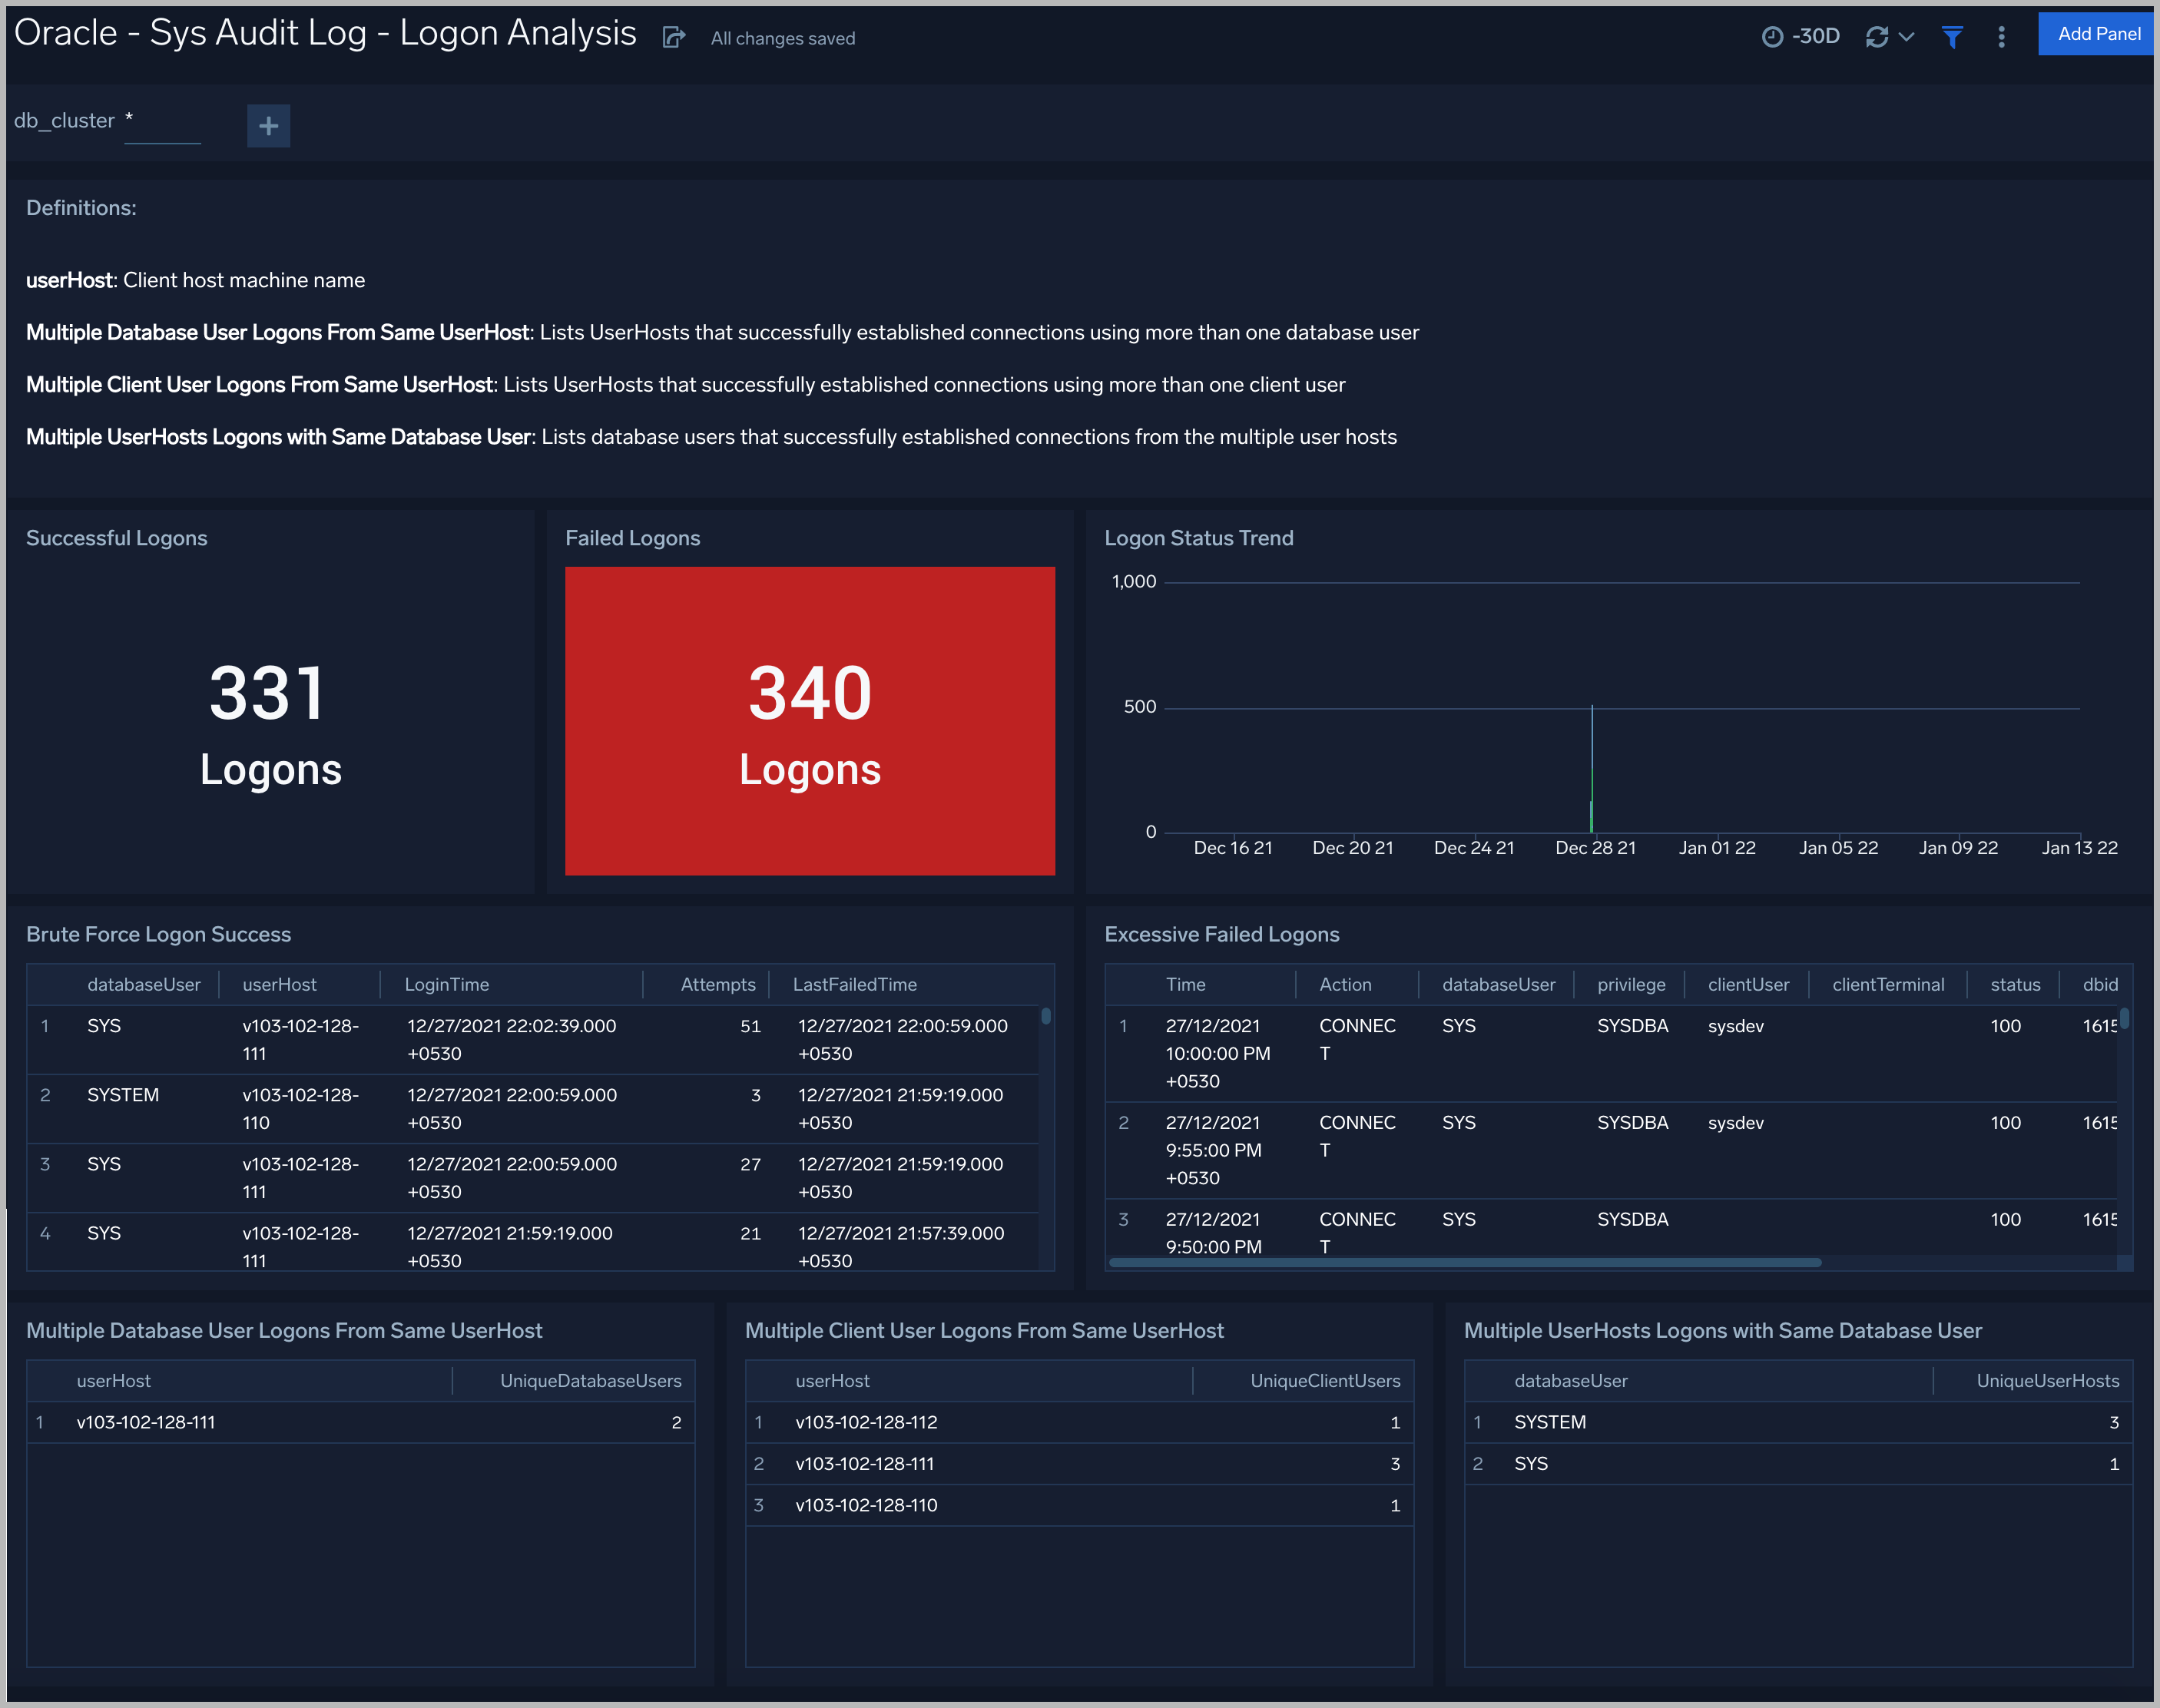 Oracle - Sys Audit Log - Logon Analysis All changes saved -30D Add Panel
db_cluster * +
Definitions:
userHost: Client host machine name
Multiple Database User Logons From Same UserHost: Lists UserHosts that successfully established connections using more than one database user
Multiple Client User Logons From Same UserHost: Lists UserHosts that successfully established connections using more than one client user
Multiple UserHosts Logons with Same Database User: Lists database users that successfully established connections from the multiple user hosts
Successful Logons
331
Logons
Failed Logons
340
Logons
Logon Status Trend
1,000
500
0
Dec 16 21 Dec 20 21 Dec 24 21 Dec 28 21 Jan 01 22 Jan 05 22 Jan 09 22 Jan 13 22
Brute Force Logon Success
databaseUser userHost LoginTime Attempts LastFailedTime
1 SYS v103-102-128- 12/27/2021 22:02:39.000 51 12/27/2021 22:00:59.000
111 +0530 +0530
2 SYSTEM v103-102-128- 12/27/2021 22:00:59.000 3 12/27/2021 21:59:19.000
110 +0530 +0530
3 SYS v103-102-128- 12/27/2021 22:00:59.000 27 12/27/2021 21:59:19.000
111 +0530 +0530
4 SYS v103-102-128- 12/27/2021 21:59:19.000 21 12/27/2021 21:57:39.000
111 +0530 +0530
Excessive Failed Logons
Time Action databaseUser privilege clientUser clientTerminal status dbid
1 27/12/2021 CONNEC SYS SYSDBA sysdev 100 1615
10:00:00 PM T
+0530
2 27/12/2021 CONNEC SYS SYSDBA sysdev 100 1615
9:55:00 PM T
+0530
3 27/12/2021 CONNEC SYS SYSDBA 100 1615
9:50:00 PM T
Multiple Database User Logons From Same UserHost
userHost UniqueDatabaseUsers
1 v103-102-128-111 2
Multiple Client User Logons From Same UserHost
userHost UniqueClientUsers
1 v103-102-128-112 1
2 v103-102-128-111 3
3 v103-102-128-110 1
Multiple UserHosts Logons with Same Database User
databaseUser UniqueUserHosts
1 SYSTEM 3
2 SYS 1